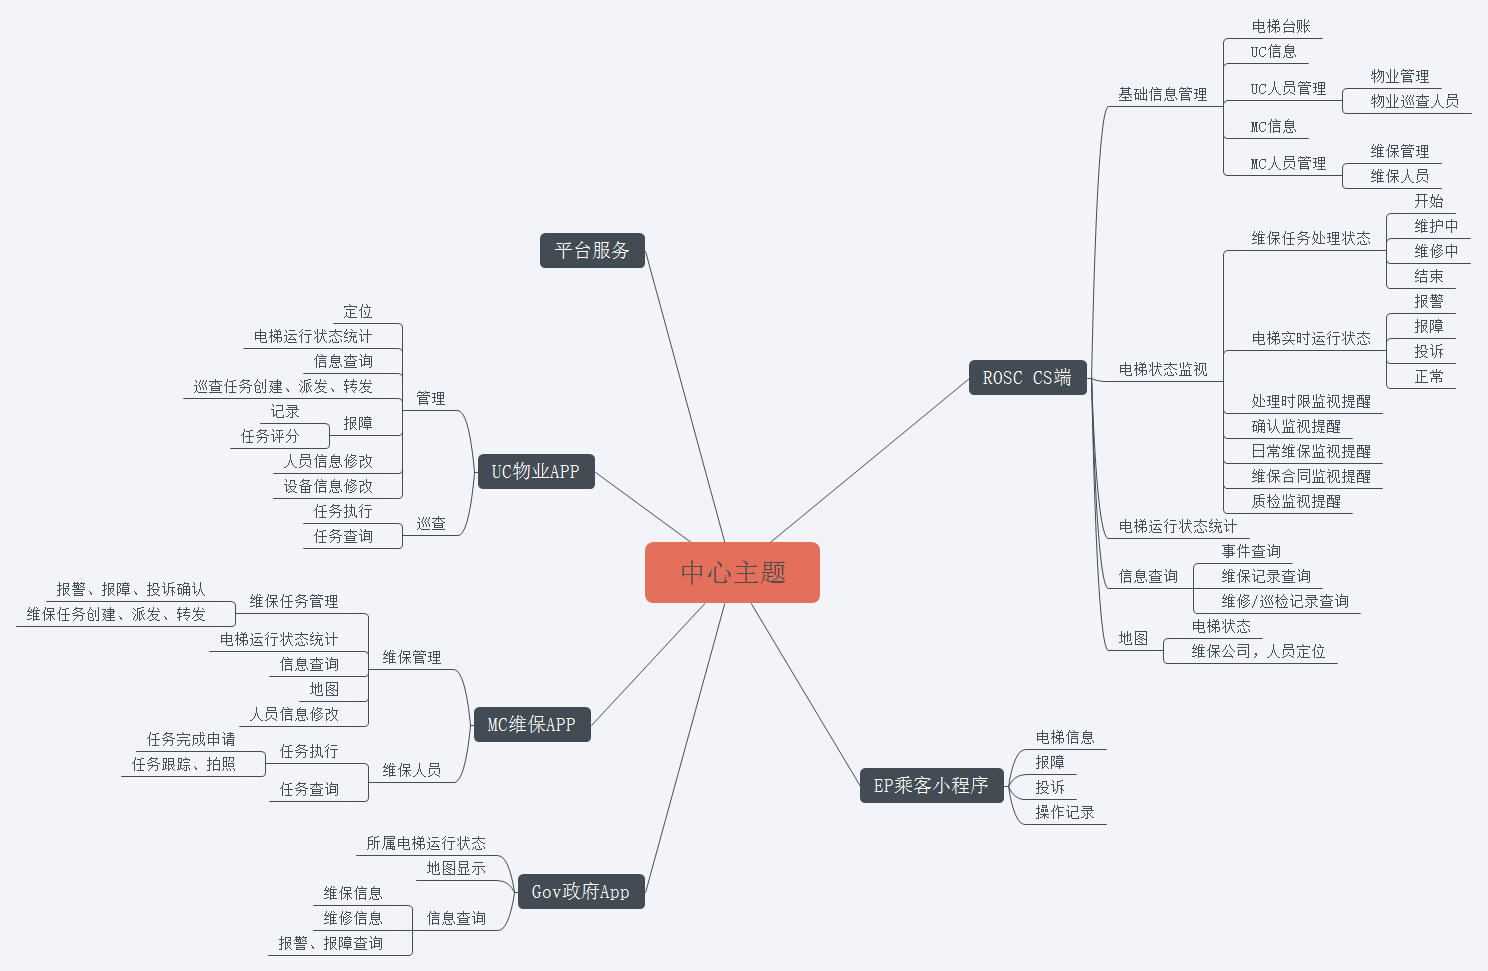 中心主题
ROSC CS端
基础信息管理
电梯台账
UC信息
UC人员管理
物业管理
物业巡查人员
MC信息
MC人员管理
维保管理
维保人员
电梯状态监视
维保任务处理状态
开始
维护中
维修中
结束
电梯实时运行状态
报警
报障
投诉
正常
处理时限监视提醒
确认监视提醒
日常维保监视提醒
维保合同监视提醒
质检监视提醒
电梯运行状态统计
信息查询
事件查询
维保记录查询
维修/巡检记录查询
地图
电梯状态
维保公司，人员定位
EP乘客小程序
电梯信息
报障
投诉
操作记录
平台服务
UC物业APP
管理
定位
电梯运行状态统计
信息查询
巡查任务创建、派发、转发
报障
记录
任务评分
人员信息修改
设备信息修改
巡查
任务执行
任务查询
MC维保APP
维保管理
维保任务管理
报警、报障、投诉确认
维保任务创建、派发、转发
电梯运行状态统计
信息查询
地图
人员信息修改
维保人员
任务执行
任务完成申请
任务跟踪、拍照
任务查询
Gov政府App
所属电梯运行状态
地图显示
信息查询
维保信息
维修信息
报警、报障查询